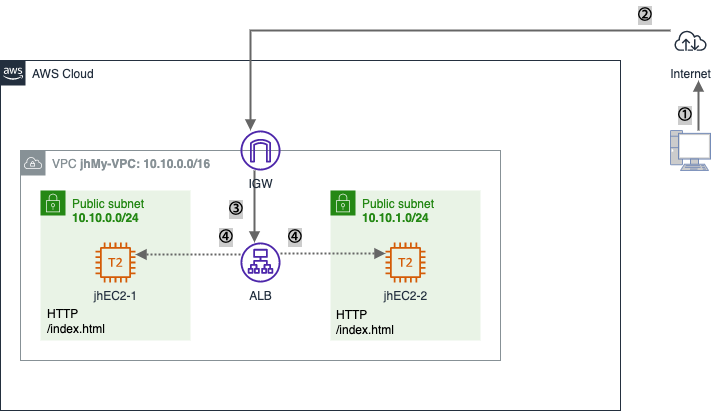 ②
Internet
①
aws
AWS Cloud
VPC jhMy-VPC: 10.10.0.0/16
IGW
Public subnet
10.10.0.0/24
③
Public subnet
10.10.1.0/24
④
④
T2
T2
jhEC2-1
ALB
jhEC2-2
HTTP
/index.html
HTTP
/index.html